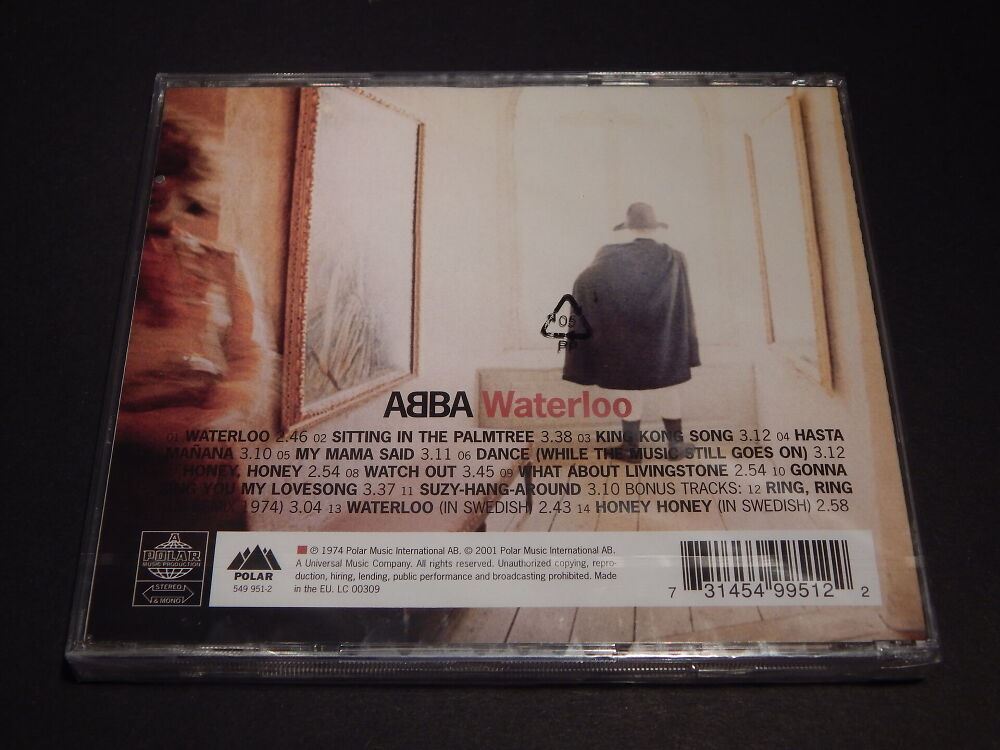 05
PP
ABBA Waterloo
01 WATERLOO 2.46 02 SITTING IN THE PALMTREE 3.38 03 KING KONG SONG 3.12 04 HASTA
MAÑANA 3.10 05 MY MAMA SAID 3.11 06 DANCE (WHILE THE MUSIC STILL GOES ON) 3.12
HONEY, HONEY 2.54 08 WATCH OUT 3.45 09 WHAT ABOUT LIVINGSTONE 2.54 10 GONNA
YOU MY LOVESONG 3.37 11 SUZY-HANG-AROUND 3.10 BONUS TRACKS: 12 RING, RING
1974) 3.04 13 WATERLOO (IN SWEDISH) 2.43 14 HONEY HONEY (IN SWEDISH) 2.58
A
POLAR
MUSIC PRODUCTION
STEREO
& MONO
POLAR
549 951-2
℗ 1974 Polar Music International AB. © 2001 Polar Music International AB.
A Universal Music Company. All rights reserved. Unauthorized copying, repro-
duction, hiring, lending, public performance and broadcasting prohibited. Made
in the EU. LC 00309
7 31454 99512 2